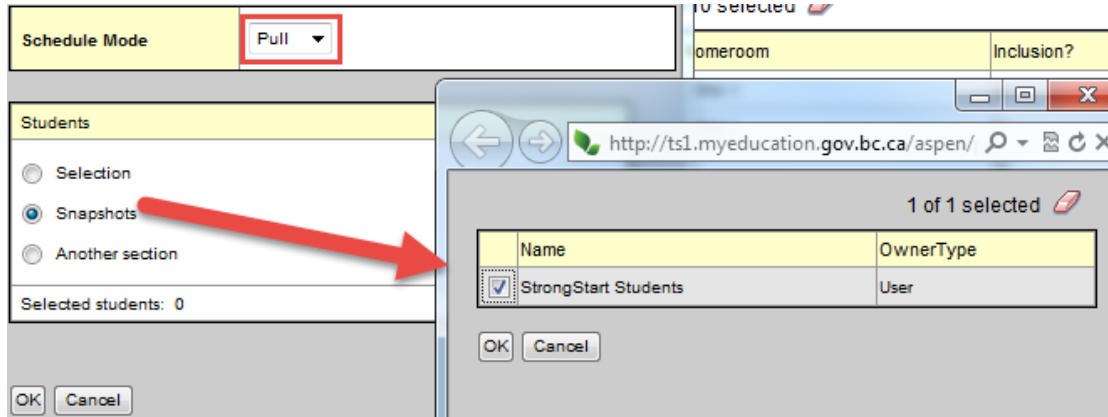 Schedule Mode
Pull
Students
Selection
Snapshots
Another section
Selected students: 0
OK
Cancel
10 selected
omeroom
Inclusion?
http://ts1.myeducation.gov.bc.ca/aspen/
1 of 1 selected
Name
OwnerType
StrongStart Students
User
OK
Cancel